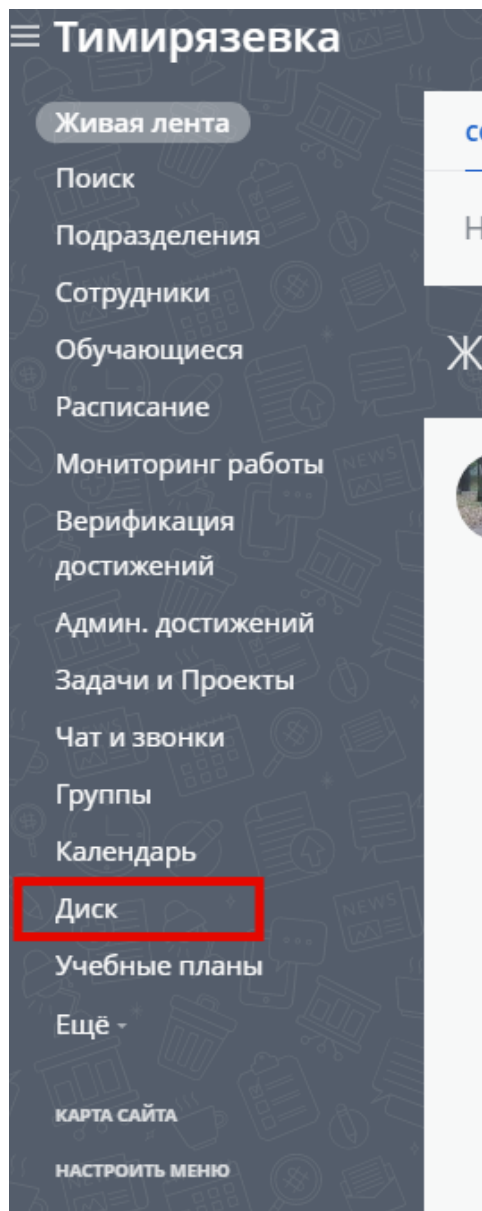 Тимирязевка
Живая лента
Поиск
Подразделения
Сотрудники
Обучающиеся
Расписание
Мониторинг работы
Верификация
достижений
Админ. достижений
Задачи и Проекты
Чат и звонки
Группы
Календарь
Диск
Учебные планы
Ещё
КАРТА САЙТА
НАСТРОИТЬ МЕНЮ